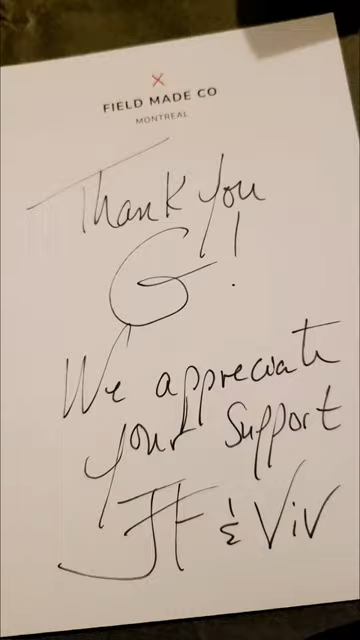 X
FIELD MADE CO
MONTREAL
Thank you
G!
We appreciate
your support
JF & Viv